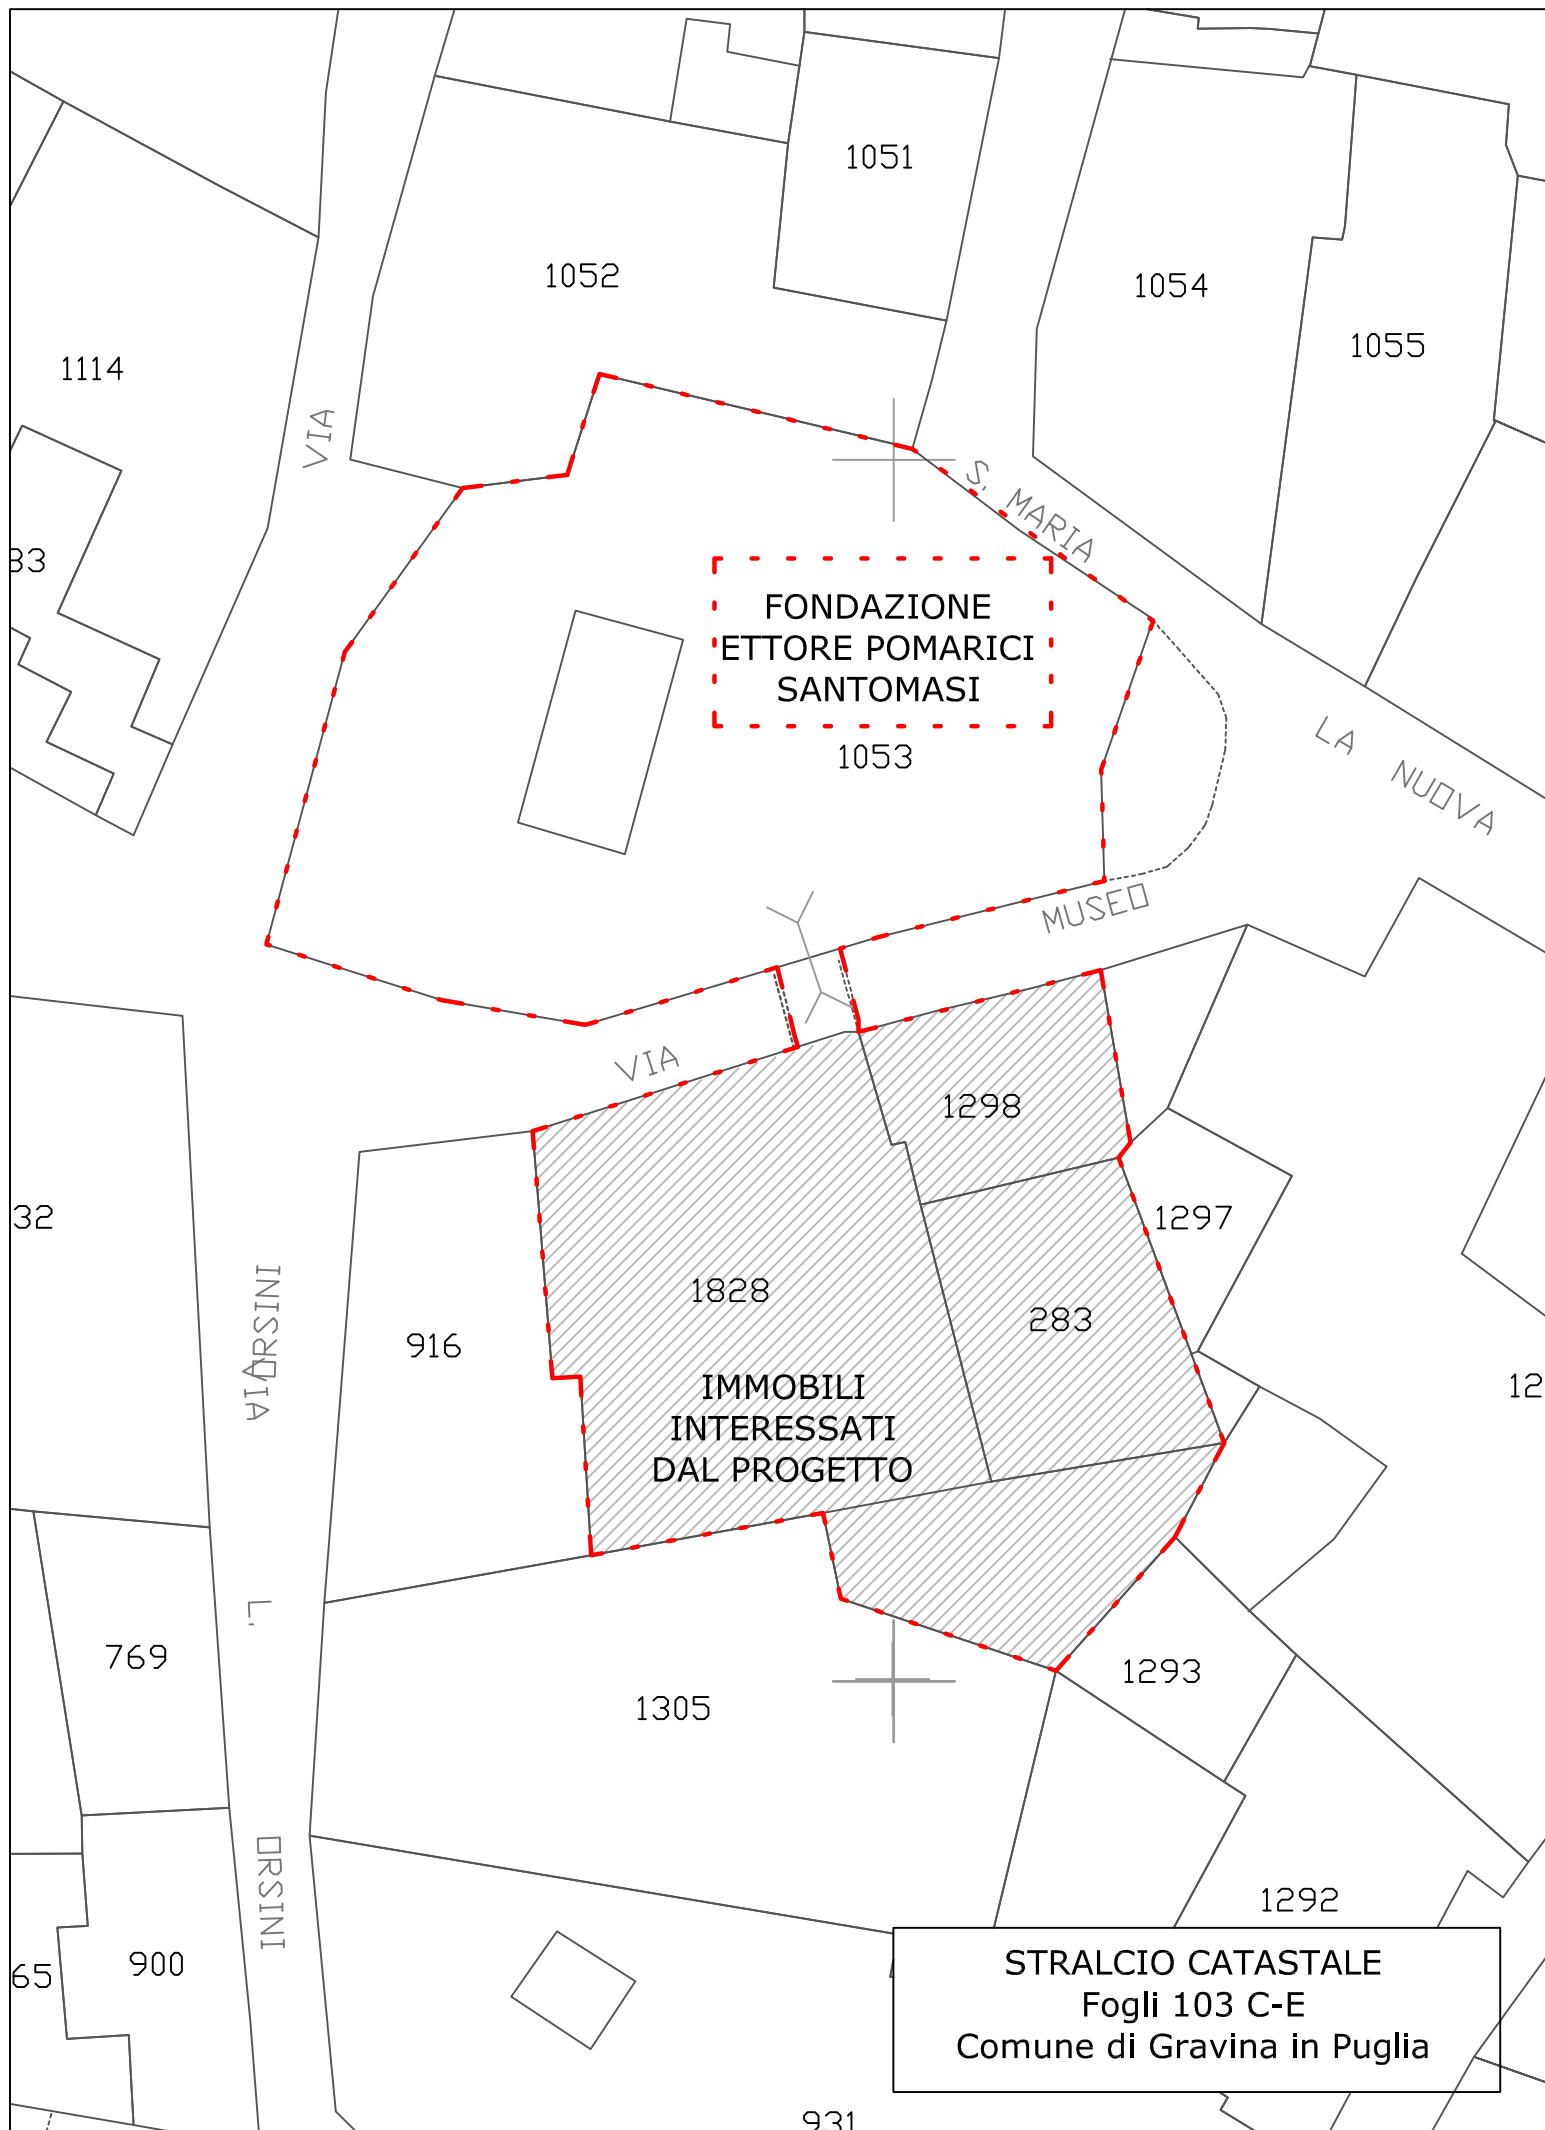 1051
1052
1054
1055
1114
VIA
S. MARIA
83
FONDAZIONE
ETTORE POMARICI
SANTOMASI
1053
LA NUOVA
MUSEO
VIA
1298
32
1297
1828
283
916
ORSINI
VIA
IMMOBILI
INTERESSATI
DAL PROGETTO
12
L.
769
1293
1305
ORSINI
1292
900
65
STRALCIO CATASTALE
Fogli 103 C-E
Comune di Gravina in Puglia
931